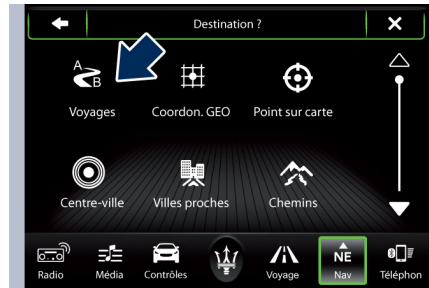 Destination ?
A
B
Voyages
Coordon. GEO
Point sur carte
Centre-ville
Villes proches
Chemins
NE
Radio
Média
Contrôles
Voyage
Nav
Téléphon